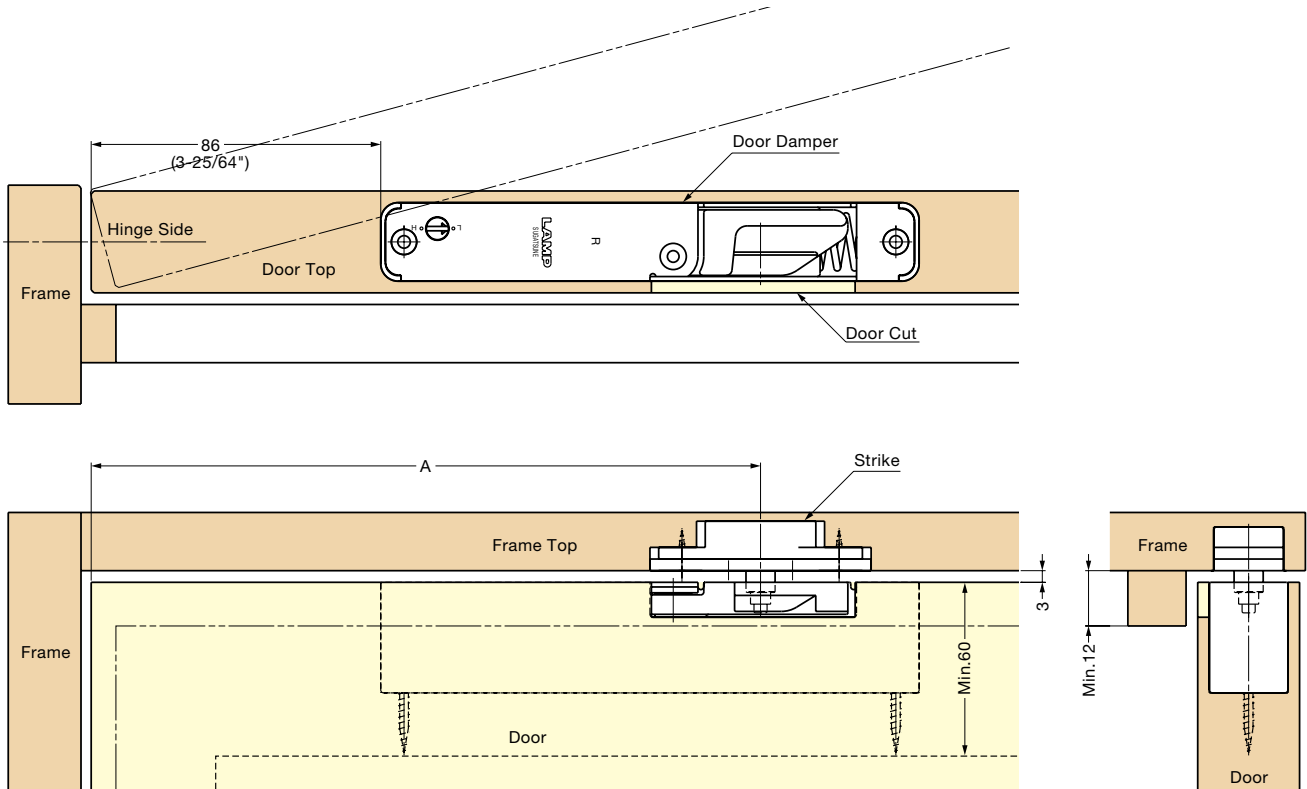 86
(3-25/64")
Door Damper
Hinge Side
H
L
LAMP
SUGATSUNE
R
Door Top
Frame
Door Cut
A
Strike
Frame Top
Frame
3
Min.12
Frame
Min.60
Door
Door